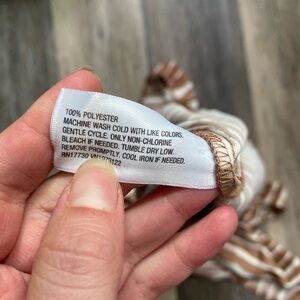 100% POLYESTER
MACHINE WASH COLD WITH LIKE COLORS,
GENTLE CYCLE. ONLY NON-CHLORINE
BLEACH IF NEEDED. TUMBLE DRY LOW.
REMOVE PROMPTLY. COOL IRON IF NEEDED.
RN17730